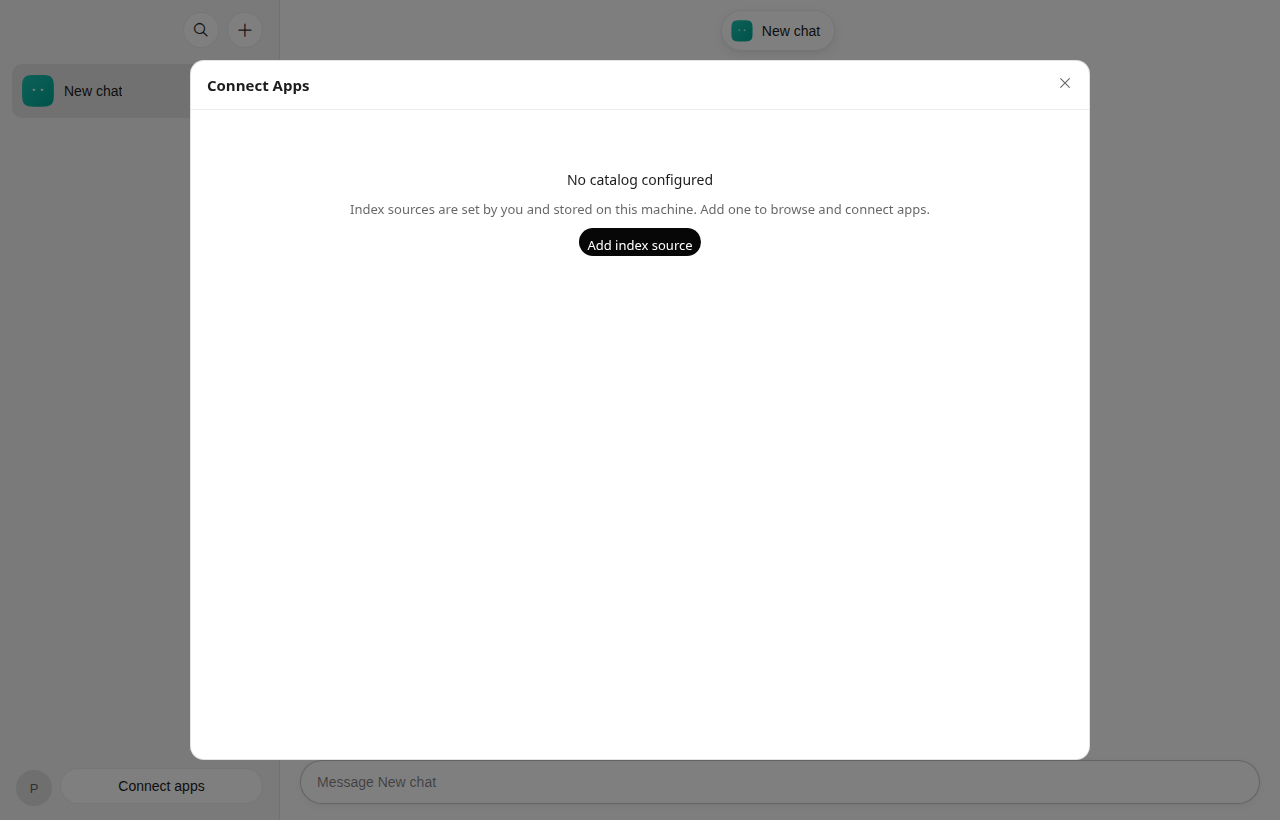 New chat
New chat
Connect Apps
No catalog configured
Index sources are set by you and stored on this machine. Add one to browse and connect apps.
Add index source
P
Connect apps
Message New chat